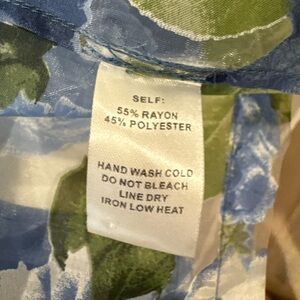 SELF:
55% RAYON
45% POLYESTER
HAND WASH COLD
DO NOT BLEACH
LINE DRY
IRON LOW HEAT